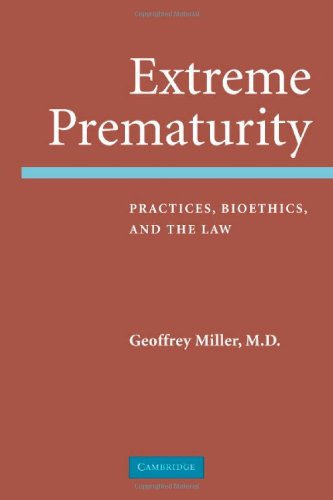 Extreme
Prematurity
PRACTICES, BIOETHICS,
AND THE LAW
Geoffrey Miller, M.D.
CAMBRIDGE